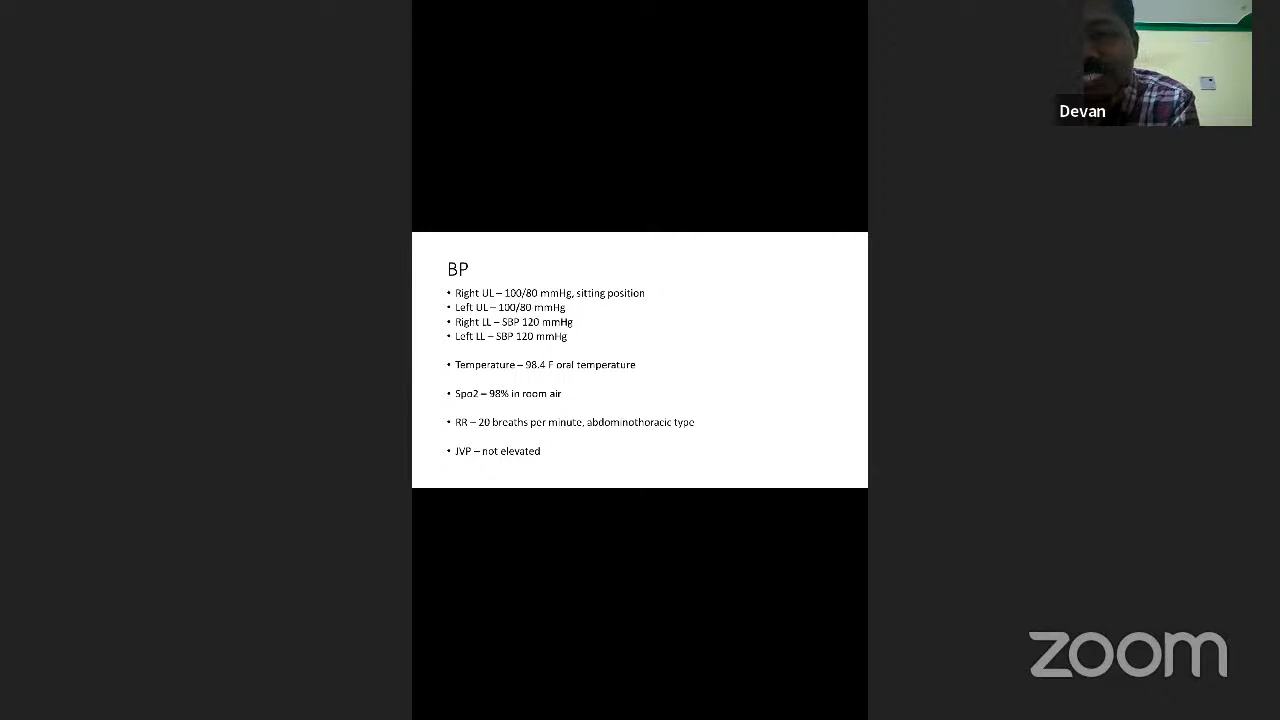 BP
• Right UL – 100/80 mmHg, sitting position
• Left UL – 100/80 mmHg
• Right LL – SBP 120 mmHg
• Left LL – SBP 120 mmHg
• Temperature – 98.4 F oral temperature
• Spo2 – 98% in room air
• RR – 20 breaths per minute, abdominothoracic type
• JVP – not elevated
Devan
zoom